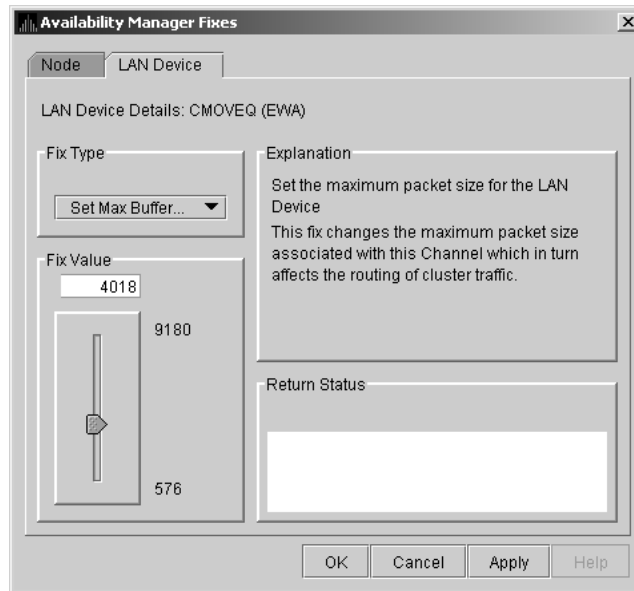 Availability Manager Fixes
Node
LAN Device
LAN Device Details: CMOVEQ (EWA)
Fix Type
Set Max Buffer...
Fix Value
4018
9180
576
Explanation
Set the maximum packet size for the LAN
Device
This fix changes the maximum packet size
associated with this Channel which in turn
affects the routing of cluster traffic.
Return Status
OK
Cancel
Apply
Help